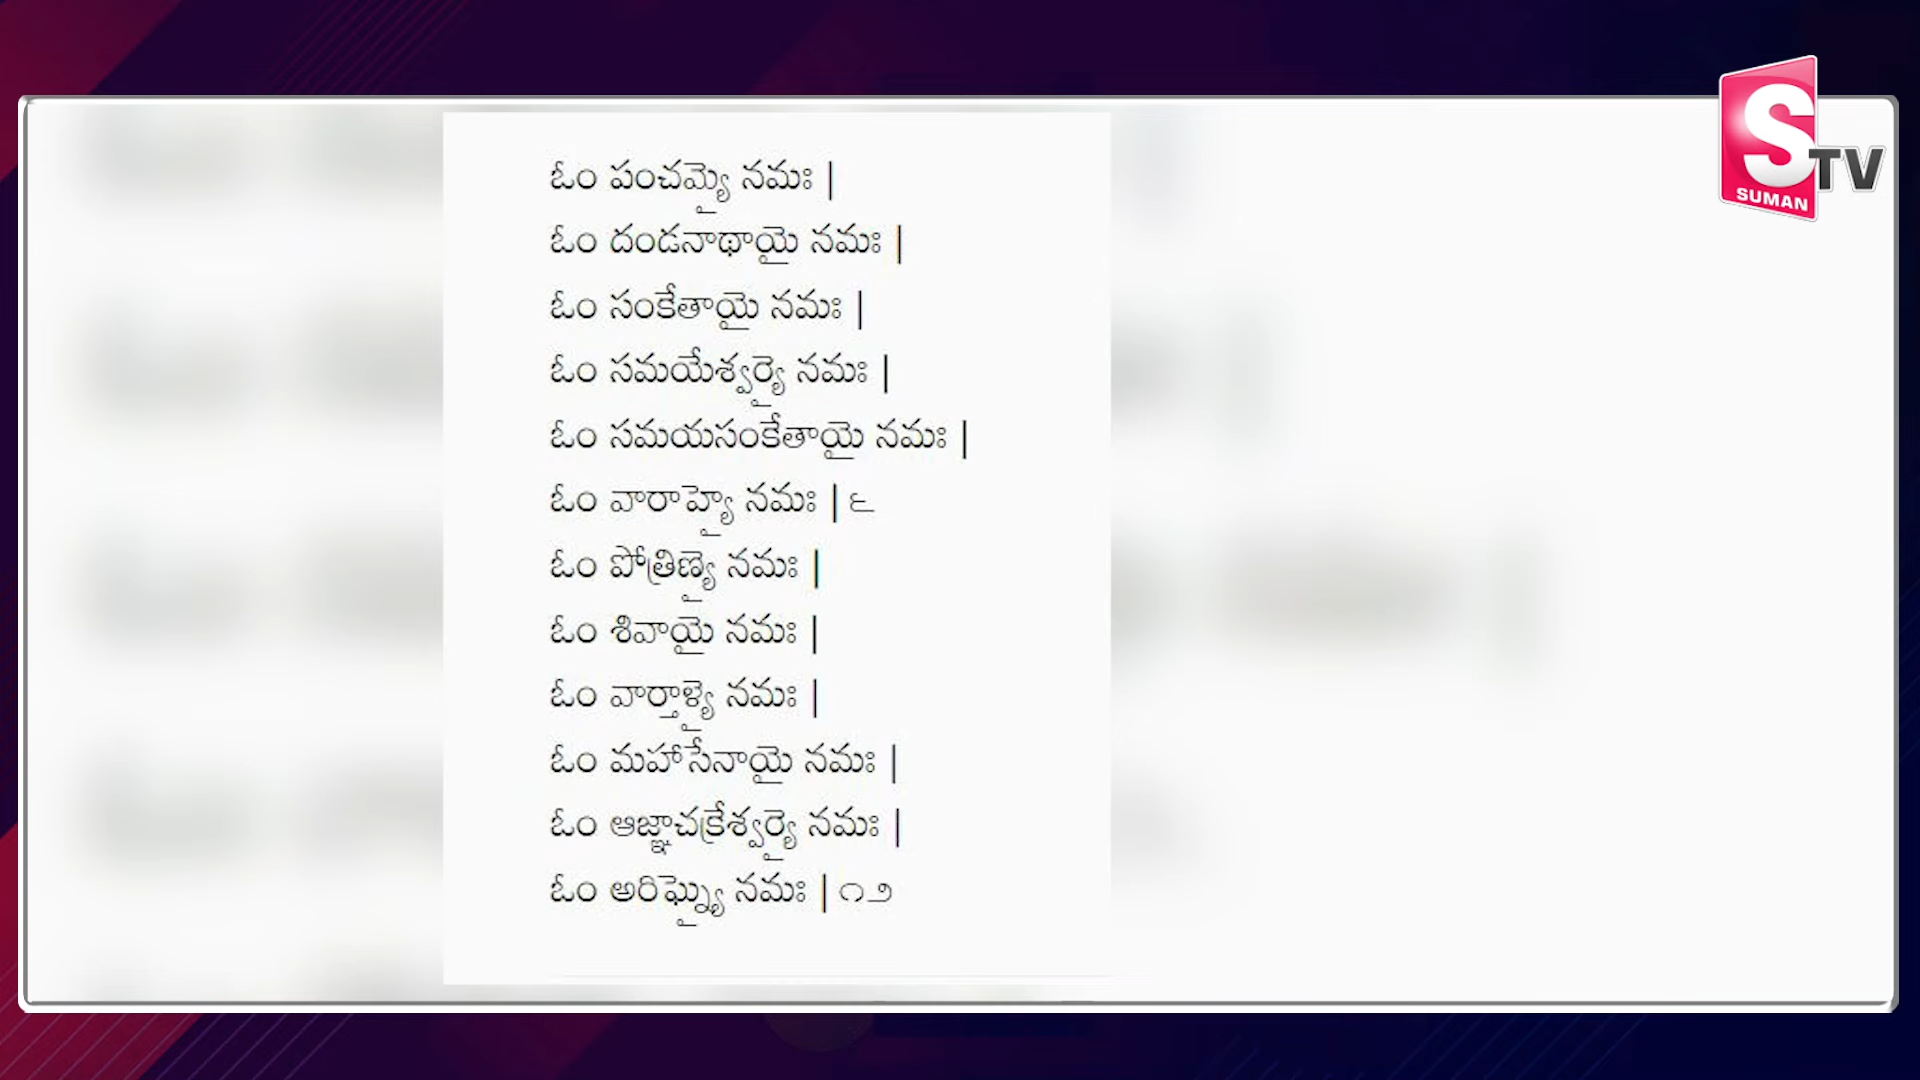 ఓం పంచమ్యై నమః |
ఓం దండనాథాయై నమః |
ఓం సంకేతాయై నమః |
ఓం సమయేశ్వర్యై నమః |
ఓం సమయసంకేతాయై నమః |
ఓం వారాహ్యై నమః | ౬
ఓం పోత్రిణ్యై నమః |
ఓం శివాయై నమః |
ఓం వార్తాళ్యై నమః |
ఓం మహాసేనాయై నమః |
ఓం ఆజ్ఞాచక్రేశ్వర్యై నమః |
ఓం అరిఘ్న్యై నమః | ౧౨
S TV
SUMAN